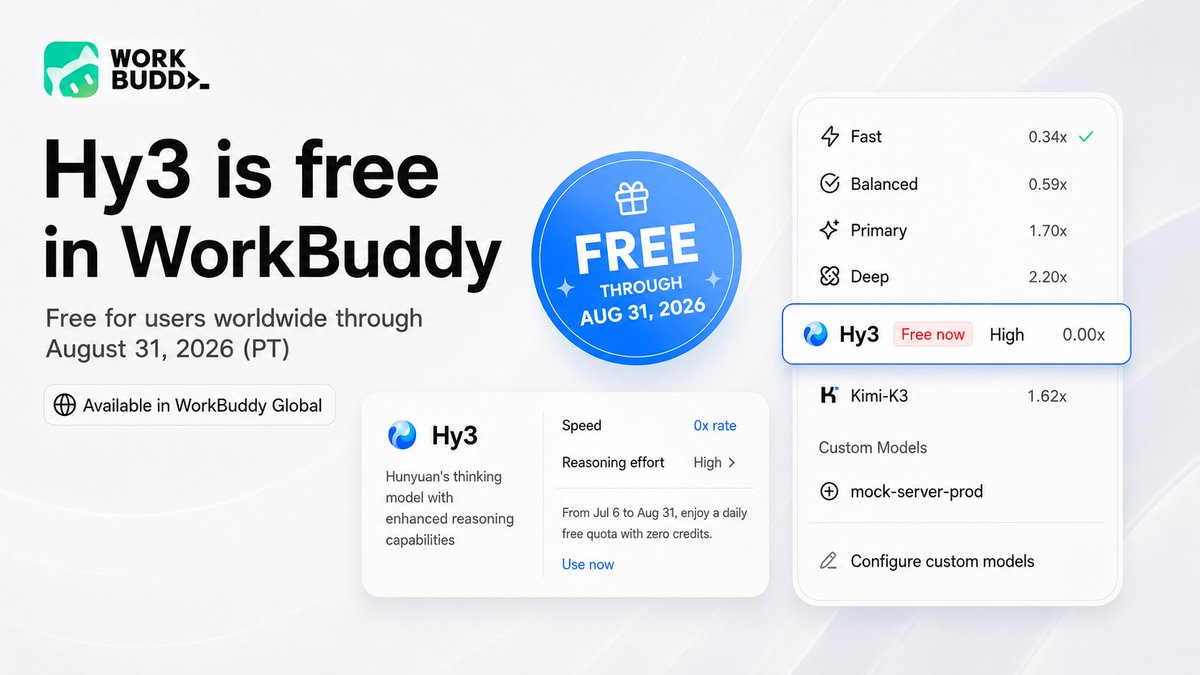 WORK
BUDD>_
Hy3 is free
in WorkBuddy
Free for users worldwide through
August 31, 2026 (PT)
Available in WorkBuddy Global
FREE
THROUGH
AUG 31, 2026
Hy3
Hunyuan's thinking
model with
enhanced reasoning
capabilities
Speed 0x rate
Reasoning effort High >
From Jul 6 to Aug 31, enjoy a daily
free quota with zero credits.
Use now
Fast 0.34x
Balanced 0.59x
Primary 1.70x
Deep 2.20x
Hy3 Free now High 0.00x
Kimi-K3 1.62x
Custom Models
mock-server-prod
Configure custom models